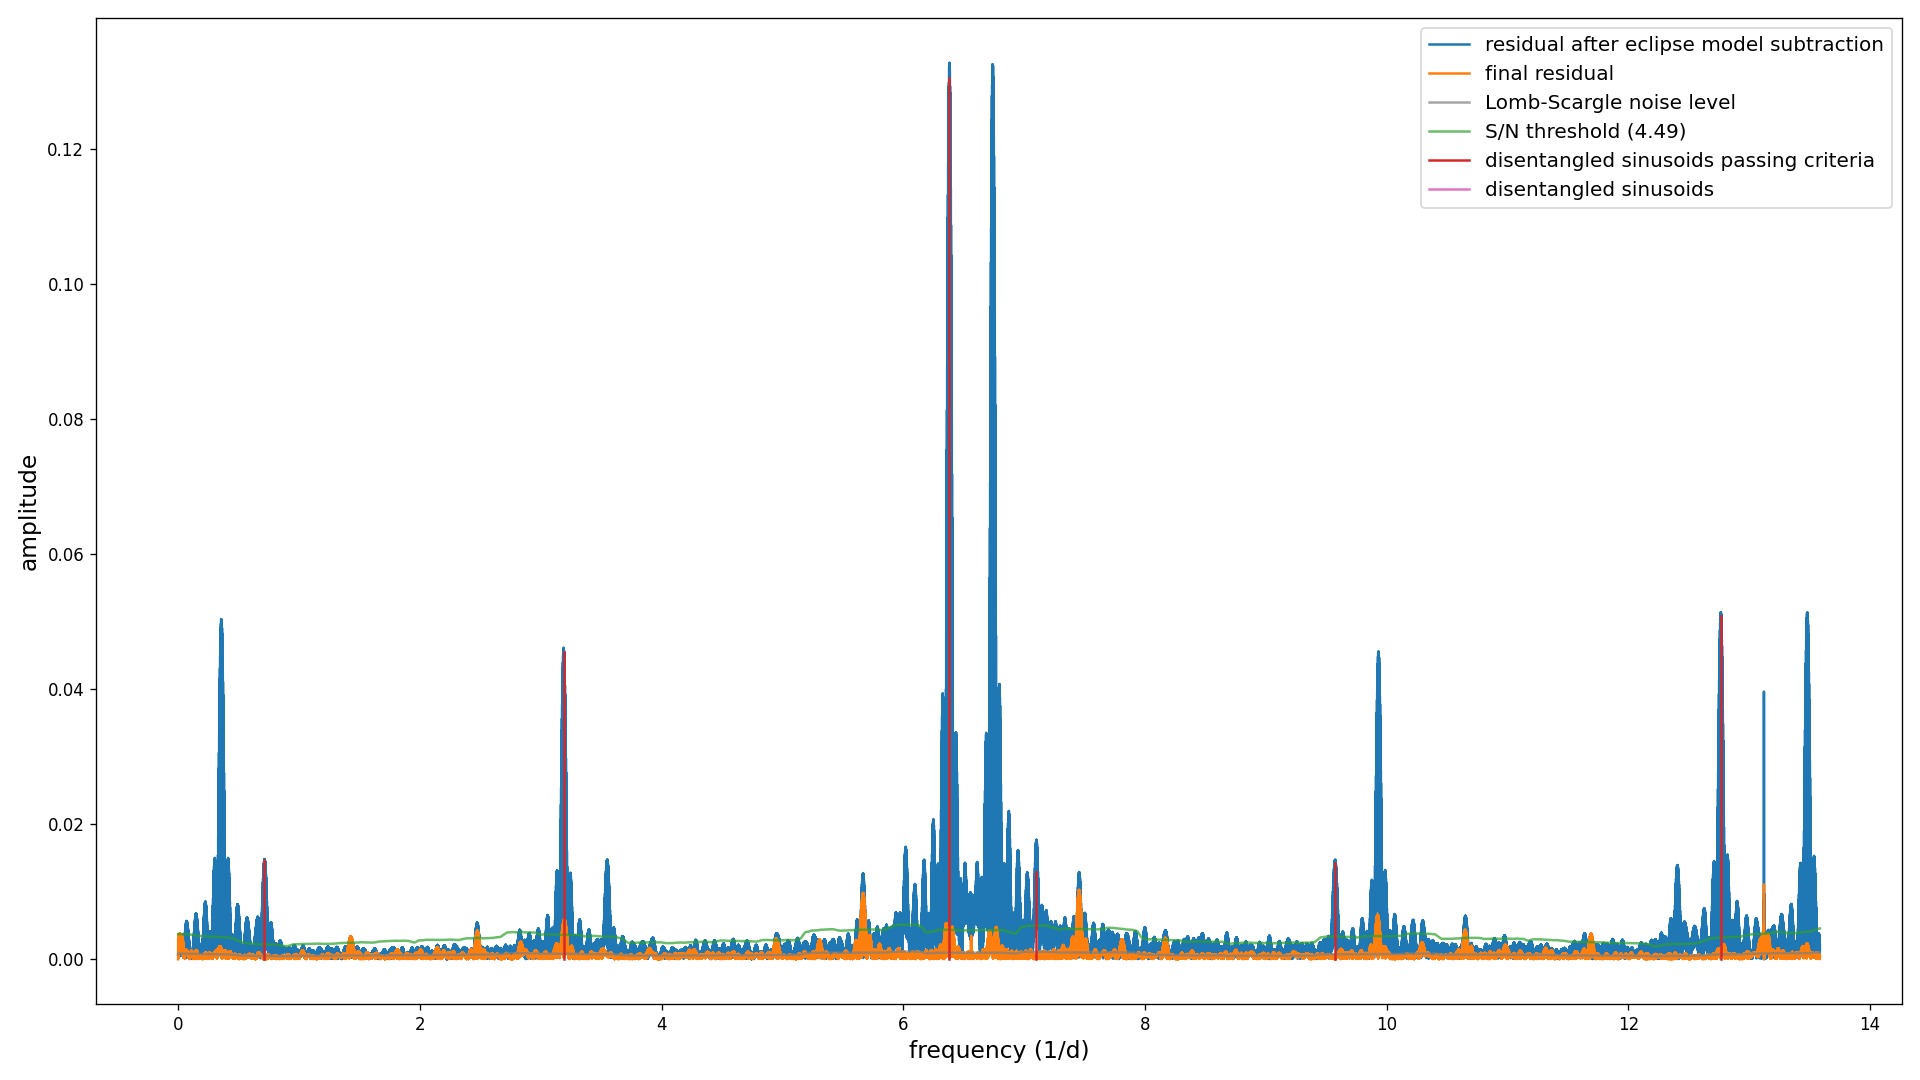 residual after eclipse model subtraction
final residual
Lomb-Scargle noise level
S/N threshold (4.49)
disentangled sinusoids passing criteria
disentangled sinusoids
0.12
0.10
0.08
0.06
0.04
0.02
0.00
amplitude
0 2 4 6 8 10 12 14
frequency (1/d)